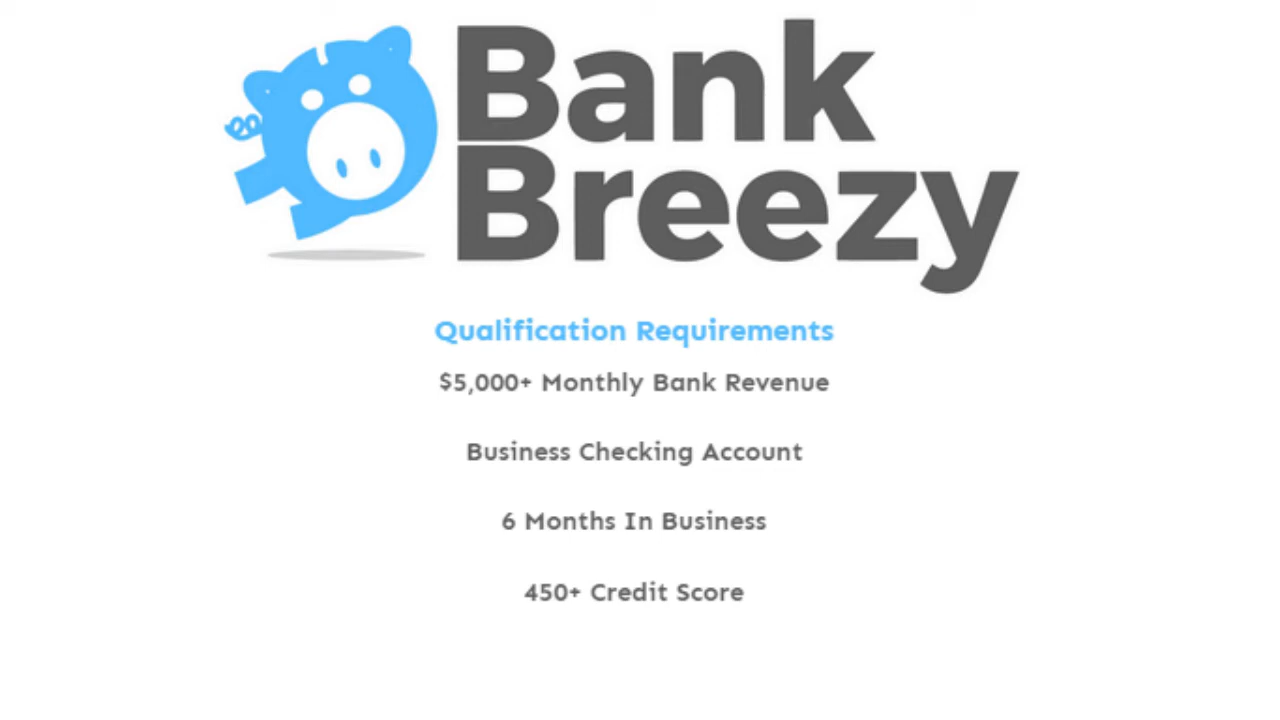 Bank
Breezy
Qualification Requirements
$5,000+ Monthly Bank Revenue
Business Checking Account
6 Months In Business
450+ Credit Score